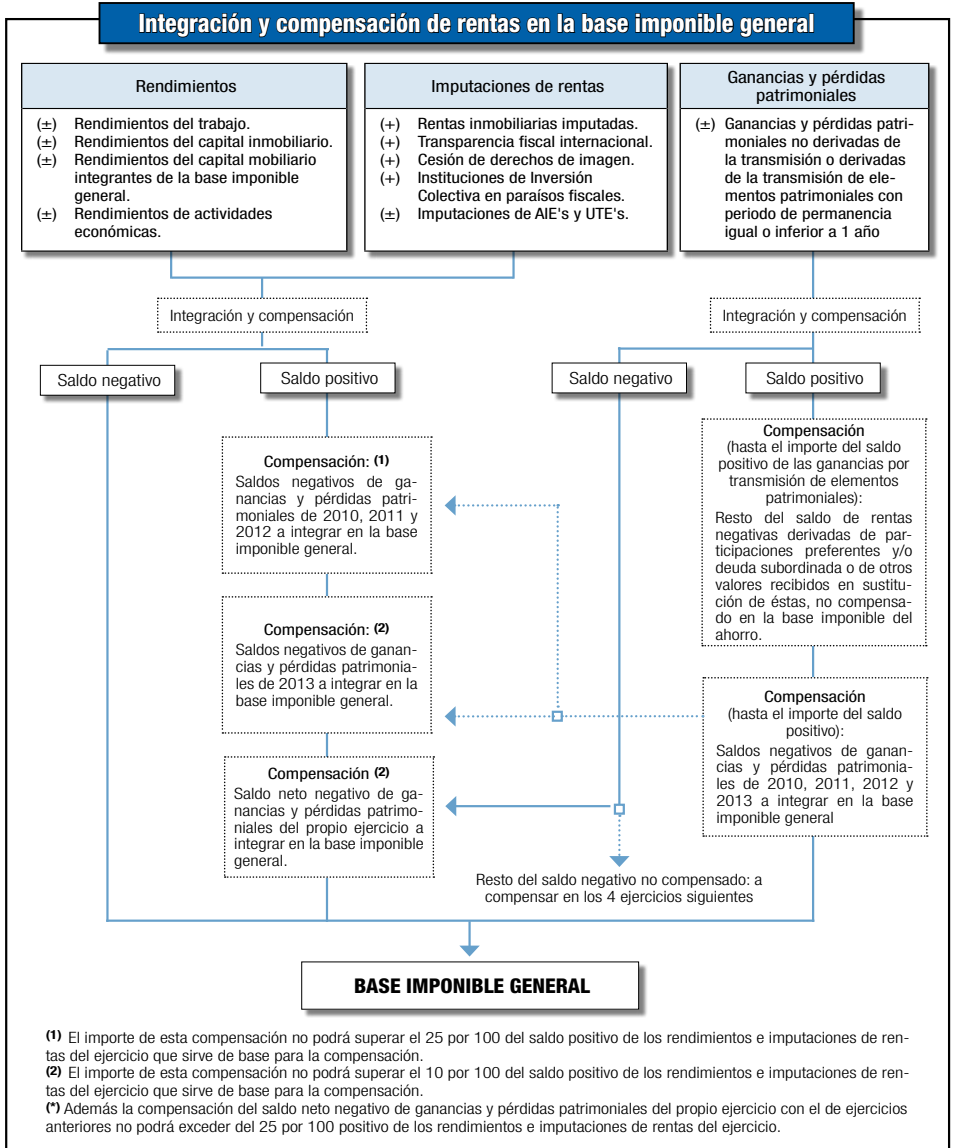 Integración y compensación de rentas en la base imponible general
Rendimientos
(±) Rendimientos del trabajo.
(±) Rendimientos del capital inmobiliario.
(±) Rendimientos del capital mobiliario
integrantes de la base imponible
general.
(±) Rendimientos de actividades
económicas.
Imputaciones de rentas
(+) Rentas inmobiliarias imputadas.
(+) Transparencia fiscal internacional.
(+) Cesión de derechos de imagen.
(+) Instituciones de Inversión
Colectiva en paraísos fiscales.
(±) Imputaciones de AIE's y UTE's.
Ganancias y pérdidas
patrimoniales
(±) Ganancias y pérdidas patri-
moniales no derivadas de
la transmisión o derivadas
de la transmisión de ele-
mentos patrimoniales con
periodo de permanencia
igual o inferior a 1 año
Integración y compensación
Integración y compensación
Saldo negativo
Saldo positivo
Saldo negativo
Saldo positivo
Compensación: (1)
Saldos negativos de ga-
nancias y pérdidas patri-
moniales de 2010, 2011 y
2012 a integrar en la base
imponible general.
Compensación: (2)
Saldos negativos de ganan-
cias y pérdidas patrimonia-
les de 2013 a integrar en la
base imponible general.
Compensación (2)
Saldo neto negativo de ga-
nancias y pérdidas patrimo-
niales del propio ejercicio a
integrar en la base imponible
general.
Compensación
(hasta el importe del saldo
positivo de las ganancias por
transmisión de elementos
patrimoniales):
Resto del saldo de rentas
negativas derivadas de par-
ticipaciones preferentes y/o
deuda subordinada o de otros
valores recibidos en sustitu-
ción de éstas, no compensa-
do en la base imponible del
ahorro.
Compensación
(hasta el importe del saldo
positivo):
Saldos negativos de ganan-
cias y pérdidas patrimonia-
les de 2010, 2011, 2012 y
2013 a integrar en la base
imponible general
Resto del saldo negativo no compensado: a
compensar en los 4 ejercicios siguientes
BASE IMPONIBLE GENERAL
(1) El importe de esta compensación no podrá superar el 25 por 100 del saldo positivo de los rendimientos e imputaciones de ren-
tas del ejercicio que sirve de base para la compensación.
(2) El importe de esta compensación no podrá superar el 10 por 100 del saldo positivo de los rendimientos e imputaciones de ren-
tas del ejercicio que sirve de base para la compensación.
(*) Además la compensación del saldo neto negativo de ganancias y pérdidas patrimoniales del propio ejercicio con el de ejercicios
anteriores no podrá exceder del 25 por 100 positivo de los rendimientos e imputaciones de rentas del ejercicio.